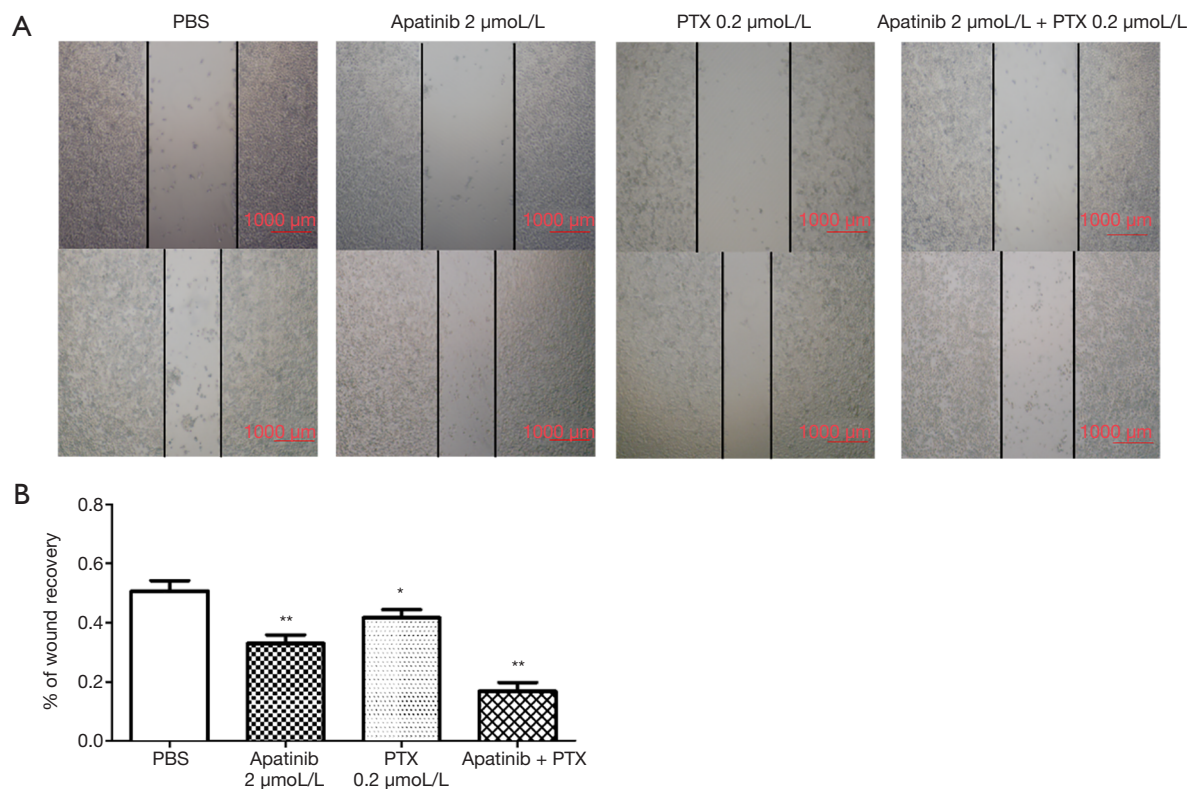 A
PBS
Apatinib 2 µmoL/L
PTX 0.2 µmoL/L
Apatinib 2 µmoL/L + PTX 0.2 µmoL/L
1000 µm
1000 µm
1000 µm
1000 µm
1000 µm
1000 µm
1000 µm
1000 µm
B
% of wound recovery
0.8
0.6
0.4
0.2
0.0
**
*
**
PBS
Apatinib
2 µmoL/L
PTX
0.2 µmoL/L
Apatinib + PTX